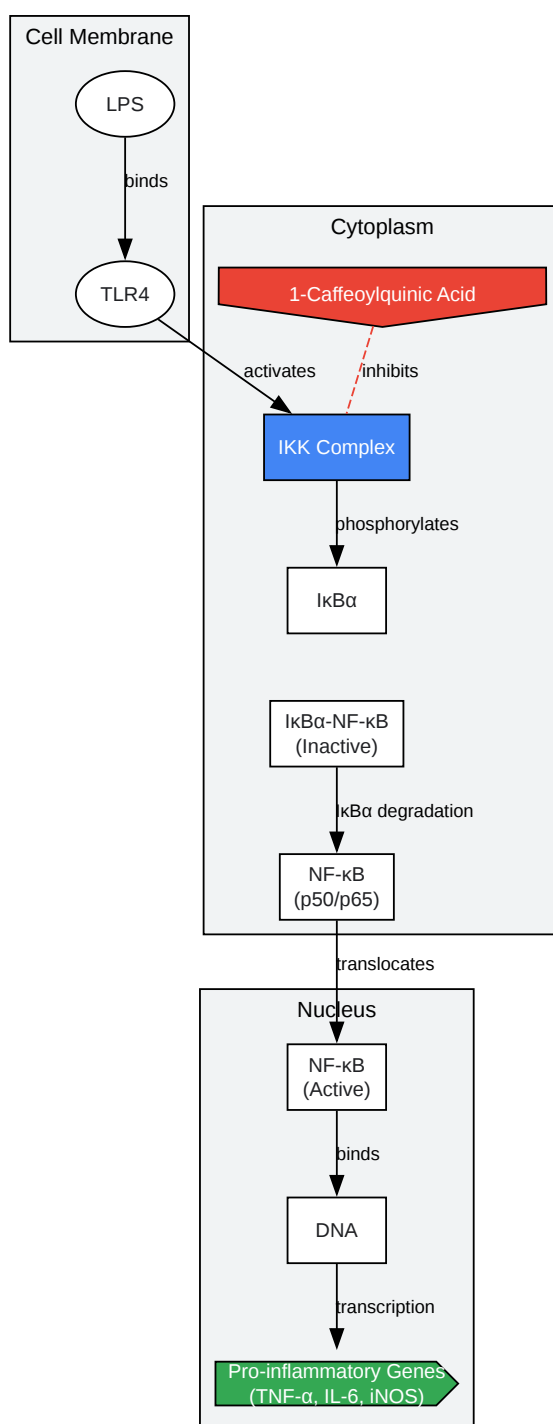 Cell Membrane
LPS
binds
TLR4
Cytoplasm
1-Caffeoylquinic Acid
activates
inhibits
IKK Complex
phosphorylates
IκBα
IκBα-NF-κB
(Inactive)
IκBα degradation
NF-κB
(p50/p65)
translocates
Nucleus
NF-κB
(Active)
binds
DNA
transcription
Pro-inflammatory Genes
(TNF-α, IL-6, iNOS)